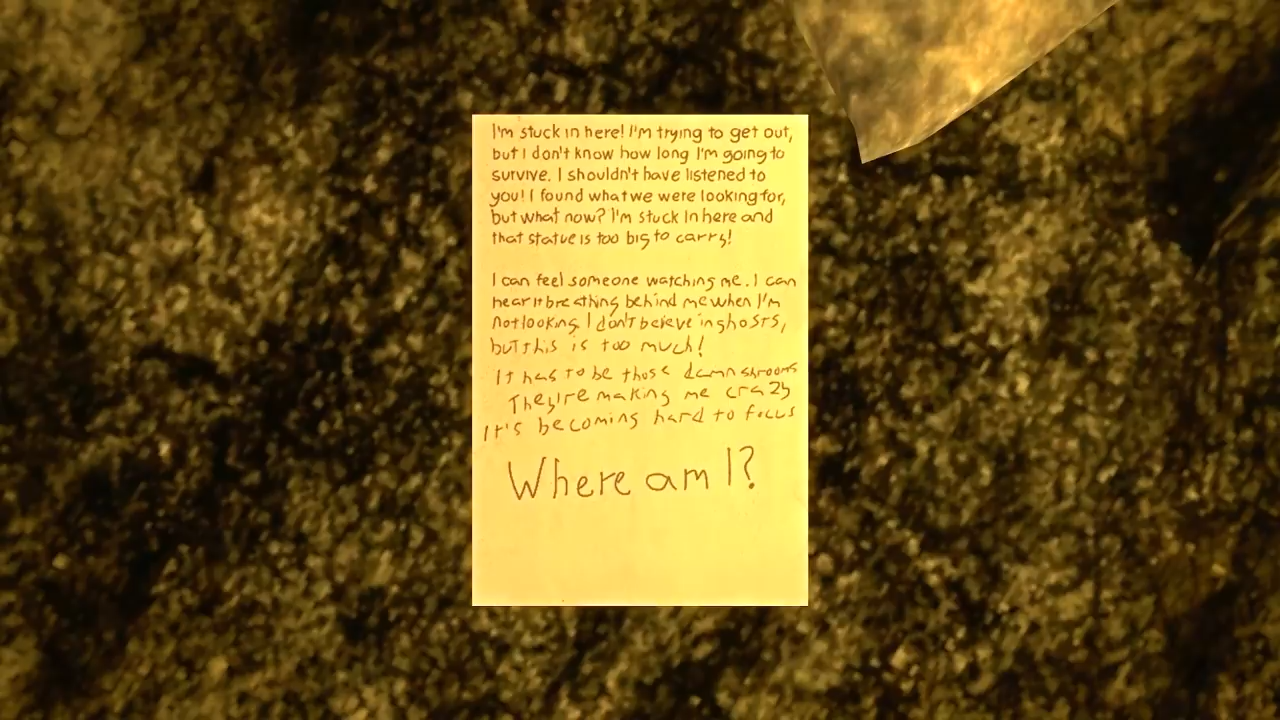 I'm stuck in here! I'm trying to get out,
but I don't know how long I'm going to
survive. I shouldn't have listened to
you! I found what we were looking for,
but what now? I'm stuck in here and
that statue is too big to carry!
I can feel someone watching me. I can
hear it breathing behind me when I'm
not looking. I don't believe in ghosts,
but this is too much!
It has to be those damn shrooms
They're making me crazy
It's becoming hard to focus
Where am I?